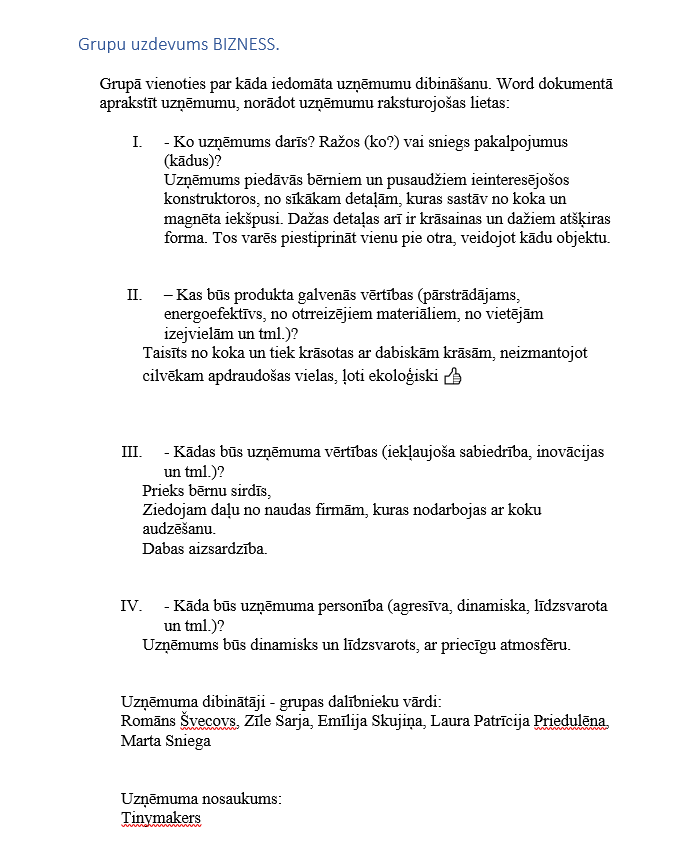 Grupu uzdevums BIZNESS.
Grupā vienoties par kāda iedomāta uzņēmumu dibināšanu. Word dokumentā
aprakstīt uzņēmumu, norādot uzņēmumu raksturojošas lietas:
I. - Ko uzņēmums darīs? Ražos (ko?) vai sniegs pakalpojumus
(kādus)?
Uzņēmums piedāvās bērniem un pusaudžiem ieinteresējošos
konstruktoros, no sīkākam detaļām, kuras sastāv no koka un
magnēta iekšpusi. Dažas detaļas arī ir krāsainas un dažiem atšķiras
forma. Tos varēs piestiprināt vienu pie otra, veidojot kādu objektu.
II. – Kas būs produkta galvenās vērtības (pārstrādājams,
energoefektīvs, no otrreizējiem materiāliem, no vietējām
izejvielām un tml.)?
Taisīts no koka un tiek krāsotas ar dabiskām krāsām, neizmantojot
cilvēkam apdraudošas vielas, ļoti ekoloģiski 👍
III. - Kādas būs uzņēmuma vērtības (iekļaujoša sabiedrība, inovācijas
un tml.)?
Prieks bērnu sirdīs,
Ziedojam daļu no naudas firmām, kuras nodarbojas ar koku
audzēšanu.
Dabas aizsardzība.
IV. - Kāda būs uzņēmuma personība (agresīva, dinamiska, līdzsvarota
un tml.)?
Uzņēmums būs dinamisks un līdzsvarots, ar priecīgu atmosfēru.
Uzņēmuma dibinātāji - grupas dalībnieku vārdi:
Romāns Švecovs, Zīle Sarja, Emīlija Skujiņa, Laura Patrīcija Priedulēna,
Marta Sniega
Uzņēmuma nosaukums:
Tinymakers